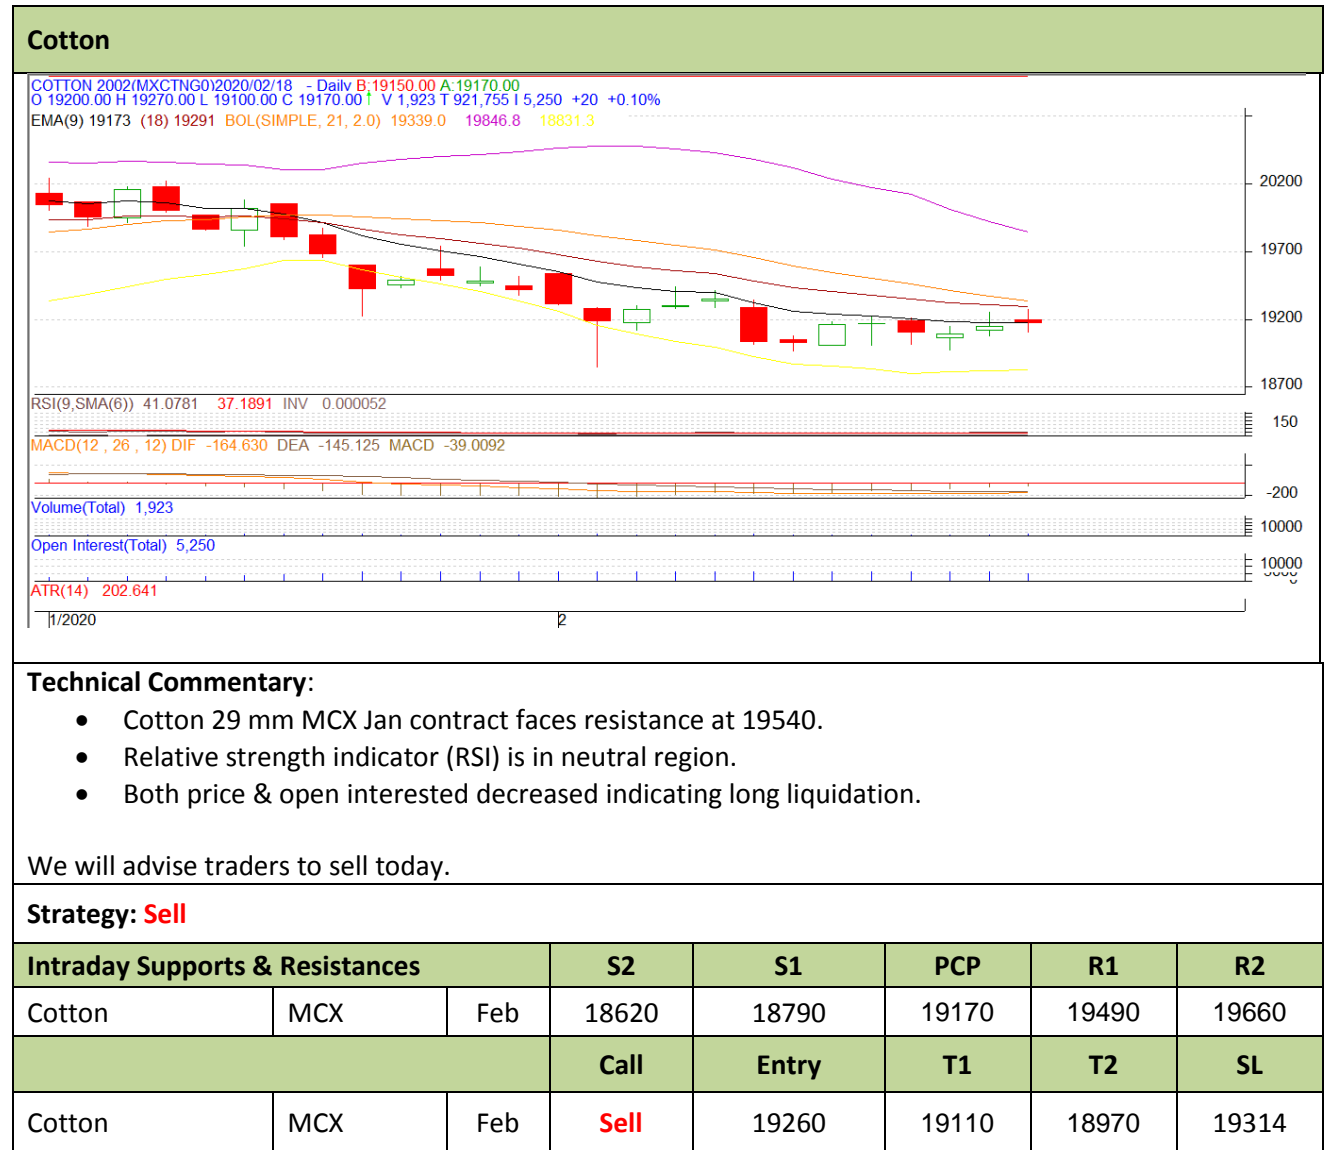 Cotton
COTTON 2002(MXCTNG0)2020/02/18 - Daily B:19150.00 A:19170.00
O 19200.00 H 19270.00 L 19100.00 C 19170.00 ↑ V 1,923 T 921,755 I 5,250 +20 +0.10%
EMA(9) 19173 (18) 19291 BOL(SIMPLE, 21, 2.0) 19339.0 19846.8 18831.3
20200
19700
19200
18700
RSI(9,SMA(6)) 41.0781 37.1891 INV 0.000052
150
MACD(12 , 26 , 12) DIF -164.630 DEA -145.125 MACD -39.0092
-200
Volume(Total) 1,923
10000
Open Interest(Total) 5,250
10000
ATR(14) 202.641
1/2020 2
Technical Commentary:
• Cotton 29 mm MCX Jan contract faces resistance at 19540.
• Relative strength indicator (RSI) is in neutral region.
• Both price & open interested decreased indicating long liquidation.
We will advise traders to sell today.
Strategy: Sell
Intraday Supports & Resistances S2 S1 PCP R1 R2
Cotton MCX Feb 18620 18790 19170 19490 19660
Call Entry T1 T2 SL
Cotton MCX Feb Sell 19260 19110 18970 19314